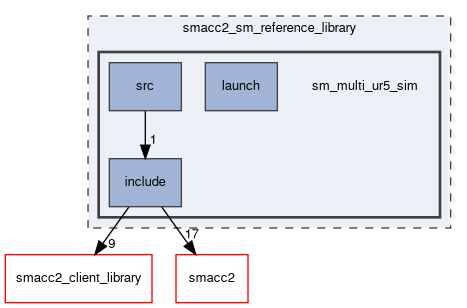 smacc2_sm_reference_library
src
launch
sm_multi_ur5_sim
1
include
9
17
smacc2_client_library
smacc2